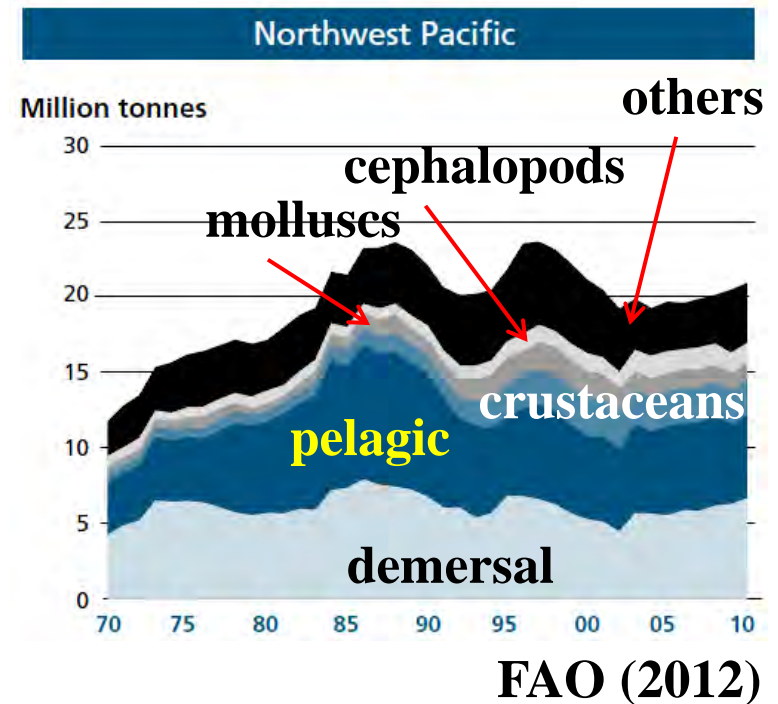 Northwest Pacific
Million tonnes
others
30
cephalopods
25
molluscs
20
15
crustaceans
pelagic
10
5
demersal
0
70 75 80 85 90 95 00 05 10
FAO (2012)